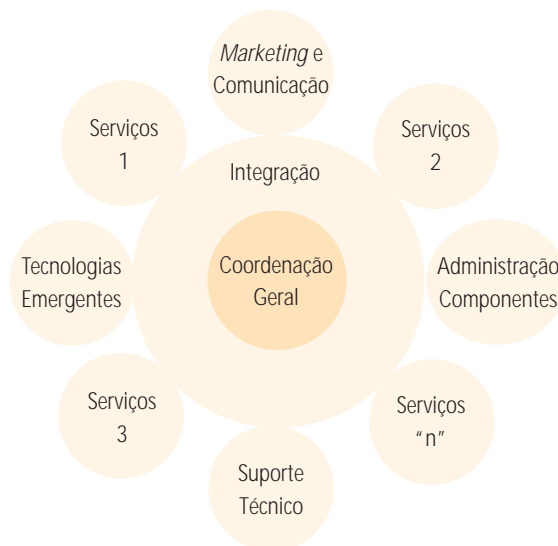 Marketing e
Comunicação
Serviços
1
Serviços
2
Integração
Tecnologias
Emergentes
Coordenação
Geral
Administração
Componentes
Serviços
3
Serviços
"n"
Suporte
Técnico